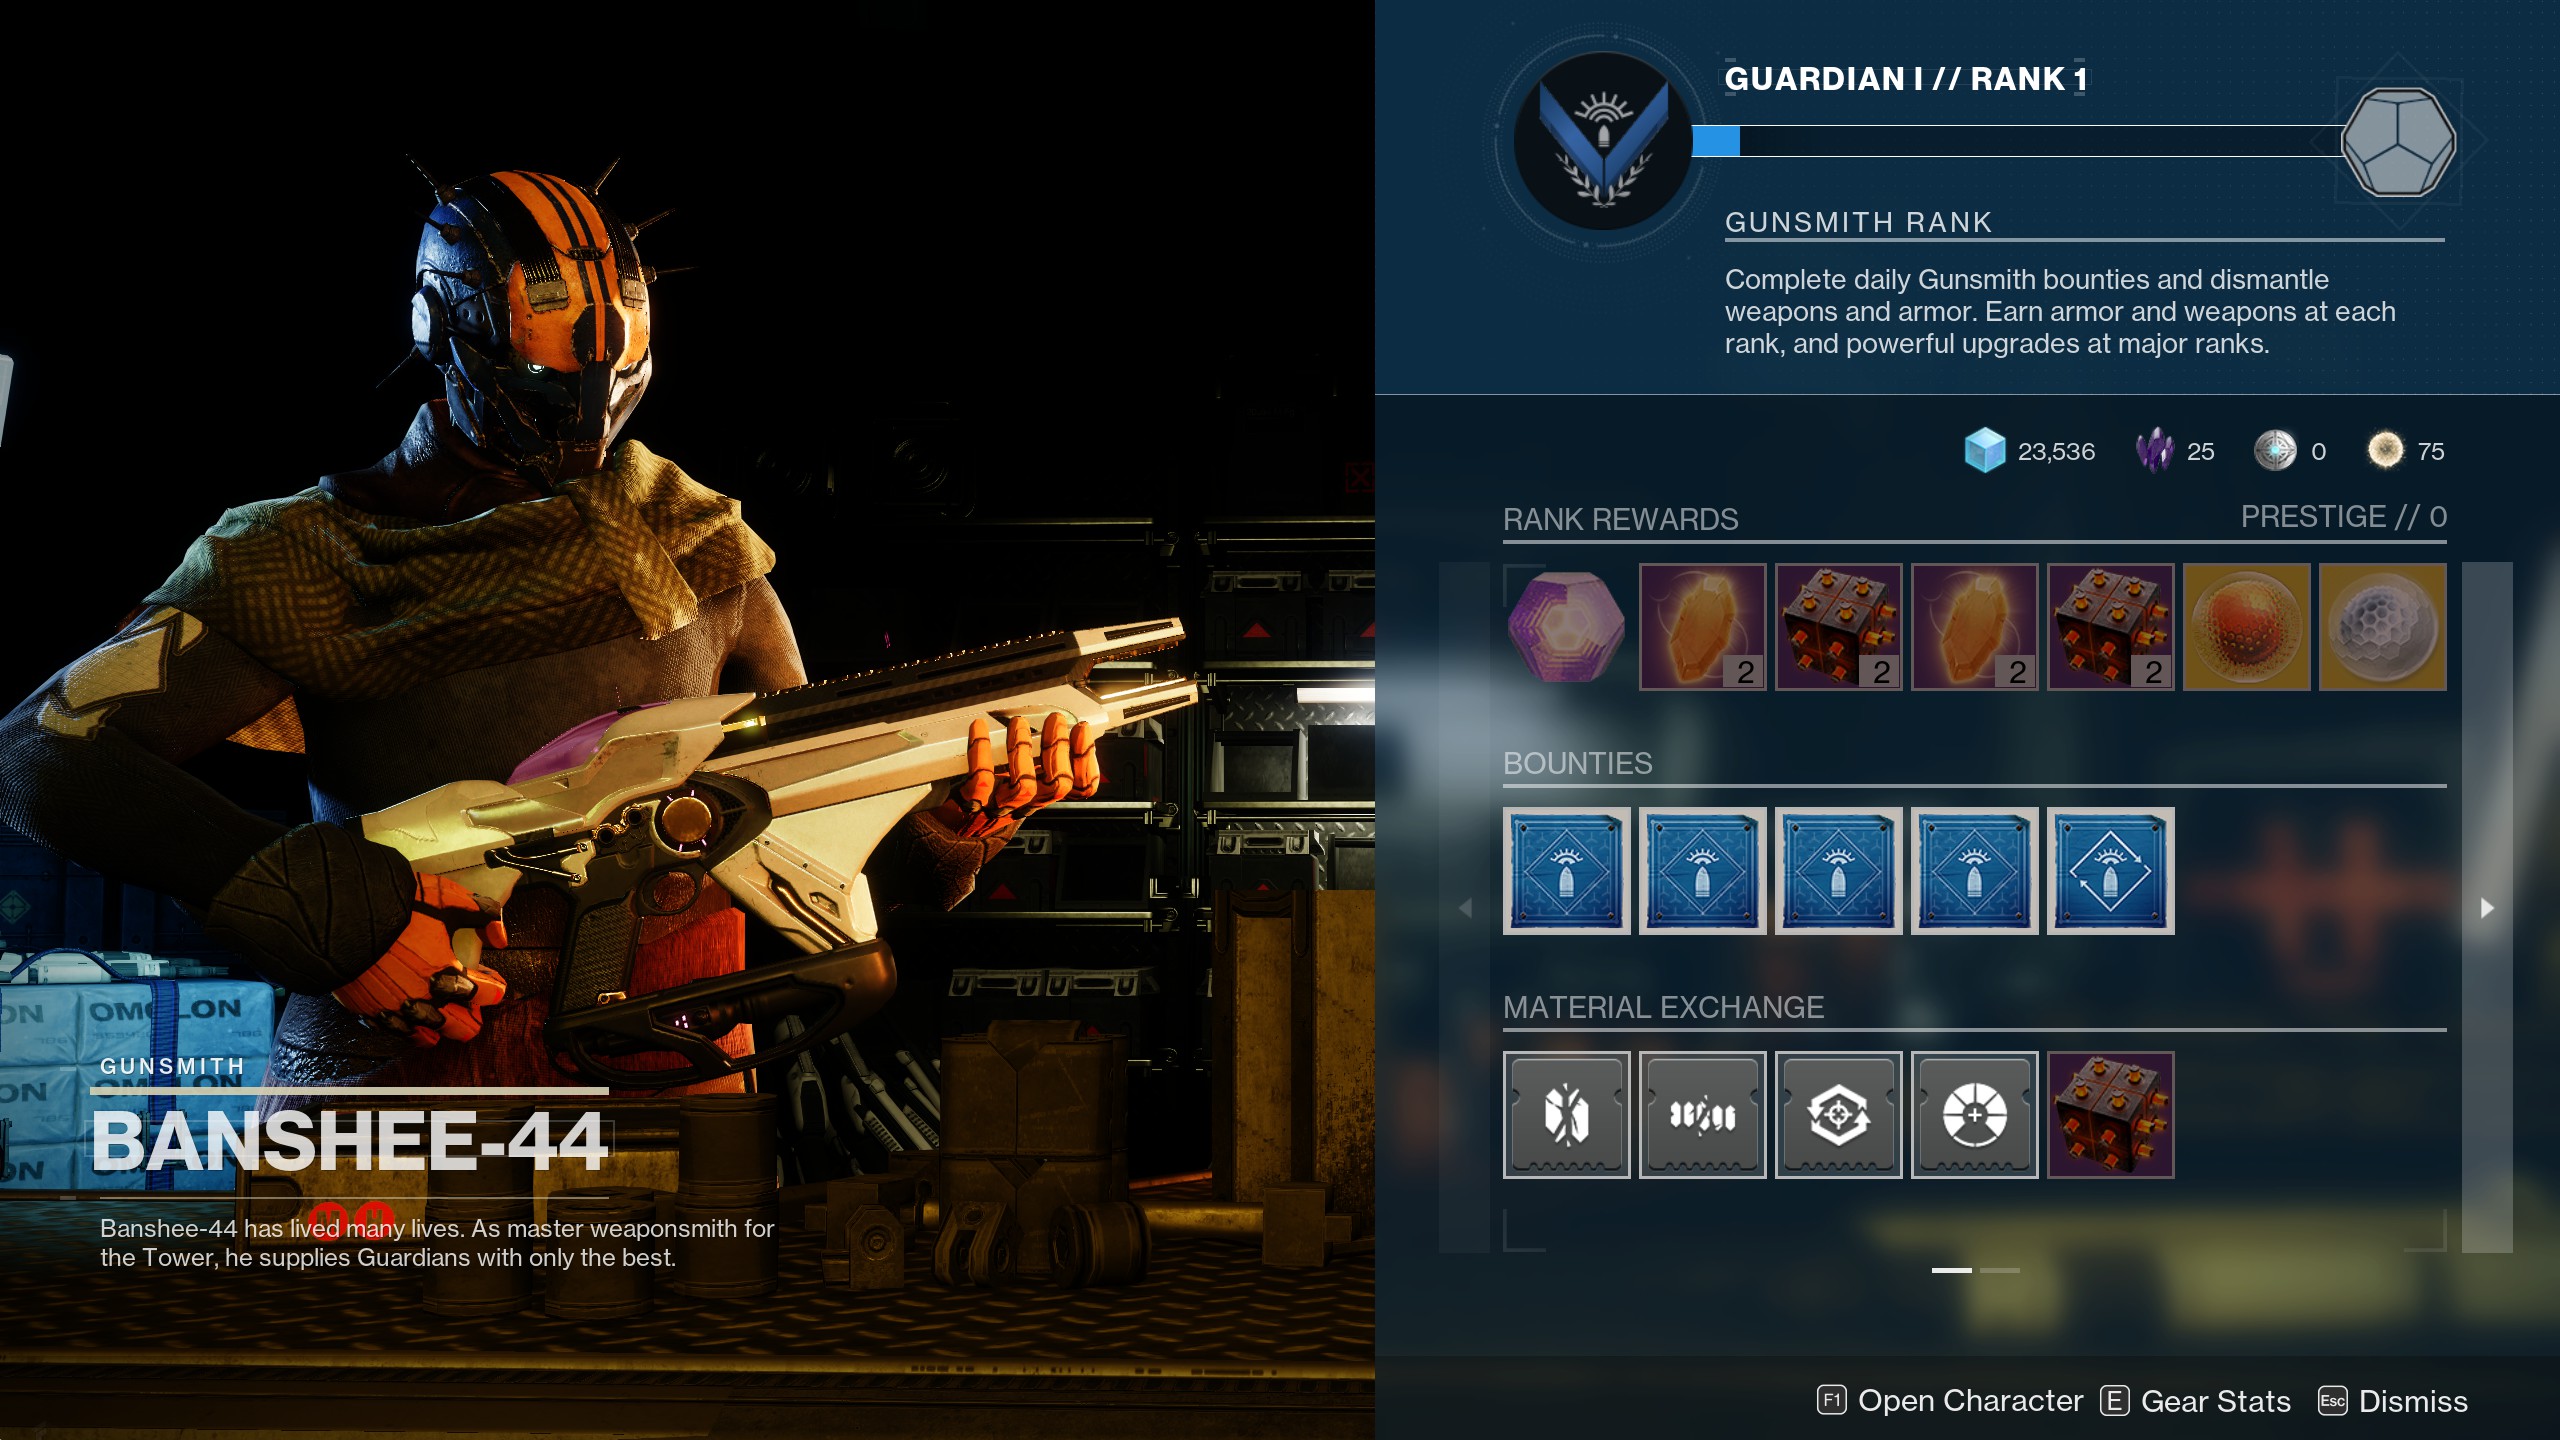 GUARDIAN I // RANK 1
GUNSMITH RANK
Complete daily Gunsmith bounties and dismantle
weapons and armor. Earn armor and weapons at each
rank, and powerful upgrades at major ranks.
23,536
25
0
75
RANK REWARDS
PRESTIGE // 0
2
2
2
2
BOUNTIES
MATERIAL EXCHANGE
OMOLON
GUNSMITH
BANSHEE-44
Banshee-44 has lived many lives. As master weaponsmith for
the Tower, he supplies Guardians with only the best.
F1 Open Character
E Gear Stats
Esc Dismiss